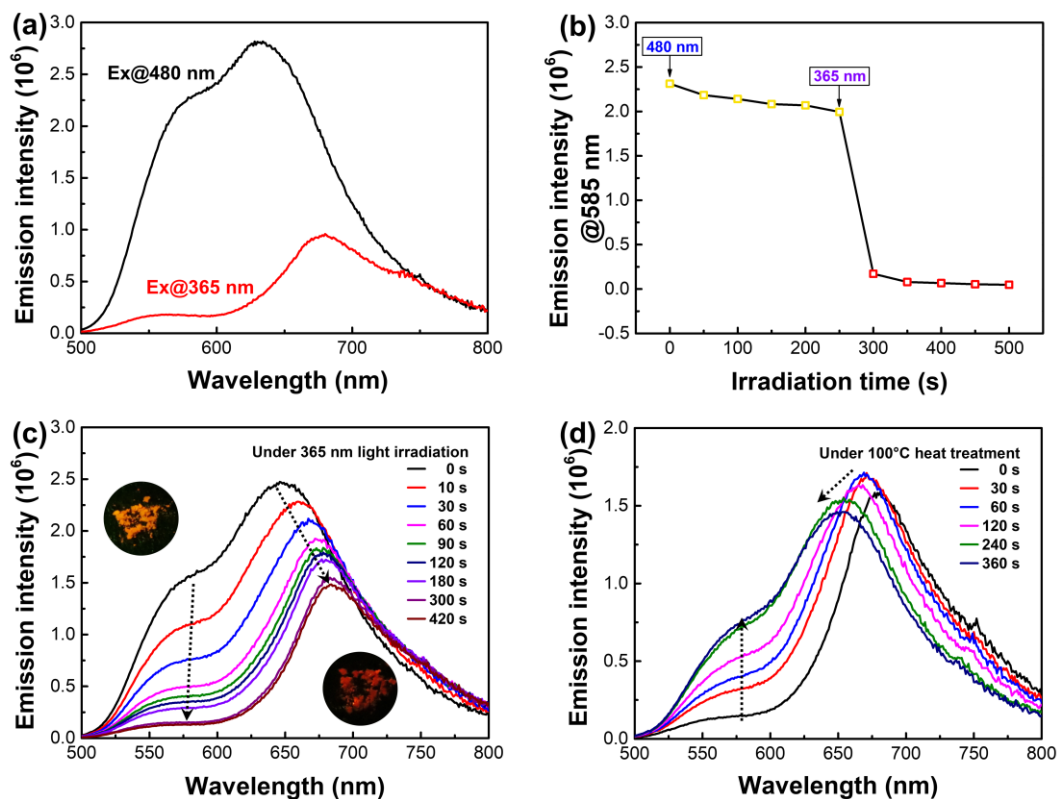 (a)
3.0
2.5
2.0
1.5
1.0
0.5
0.0
Emission intensity (10⁶)
Ex@480 nm
Ex@365 nm
500 600 700 800
Wavelength (nm)
(b)
3.0
2.5
2.0
1.5
1.0
0.5
0.0
-0.5
Emission intensity (10⁶)
@585 nm
480 nm
365 nm
0 100 200 300 400 500
Irradiation time (s)
(c)
3.0
2.5
2.0
1.5
1.0
0.5
0.0
Emission intensity (10⁶)
Under 365 nm light irradiation
0 s
10 s
30 s
60 s
90 s
120 s
180 s
300 s
420 s
500 550 600 650 700 750 800
Wavelength (nm)
(d)
2.0
1.5
1.0
0.5
0.0
Emission intensity (10⁶)
Under 100°C heat treatment
0 s
30 s
60 s
120 s
240 s
360 s
500 550 600 650 700 750 800
Wavelength (nm)